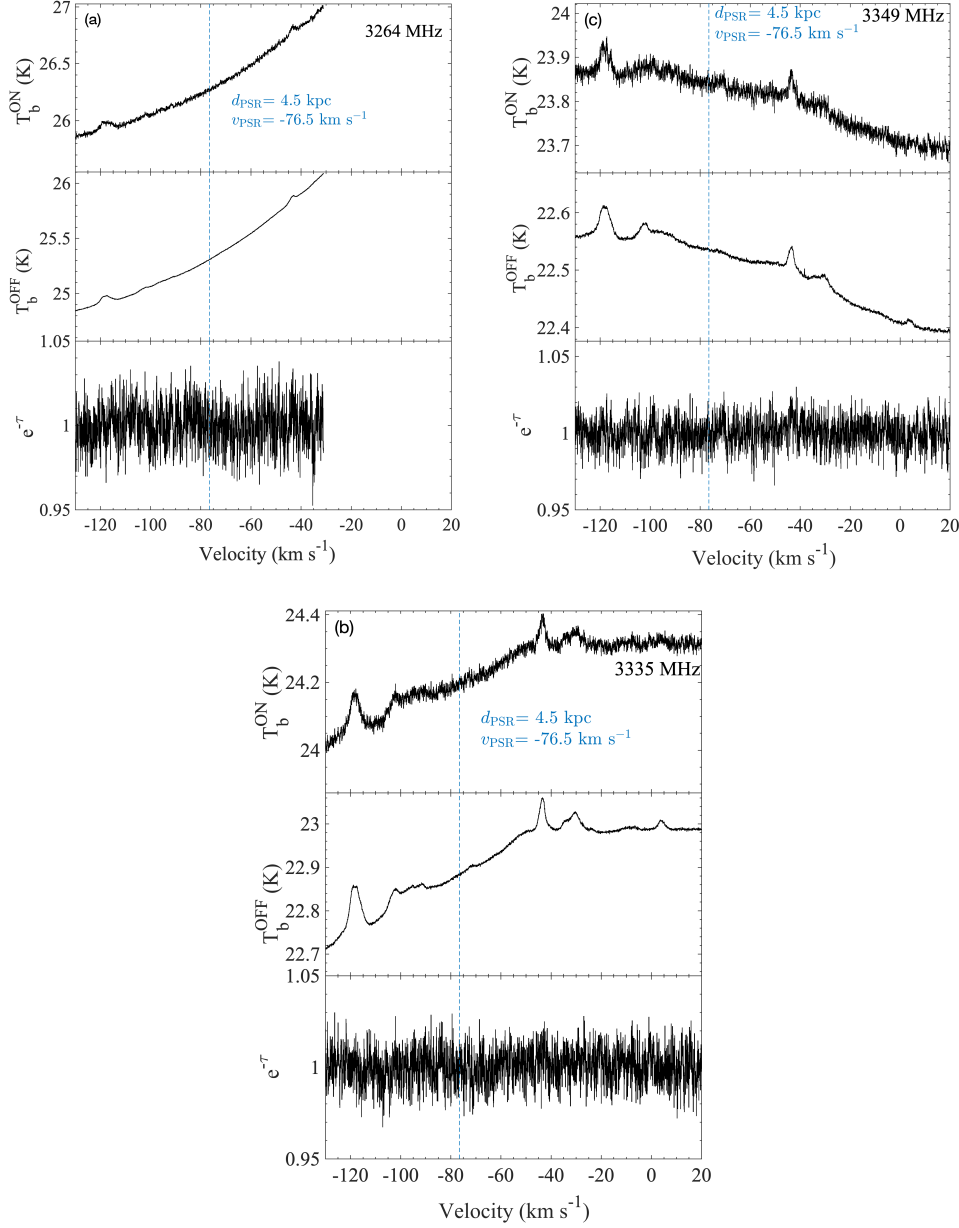 (a)
3264 MHz
27
26.5
26
T_b^ON (K)
d_PSR= 4.5 kpc
v_PSR= -76.5 km s⁻¹
26
25.5
25
T_b^OFF (K)
1.05
1
0.95
e^-τ
-120 -100 -80 -60 -40 -20 0 20
Velocity (km s⁻¹)
(c)
3349 MHz
d_PSR= 4.5 kpc
v_PSR= -76.5 km s⁻¹
24
23.9
23.8
23.7
T_b^ON (K)
22.6
22.5
22.4
T_b^OFF (K)
1.05
1
0.95
e^-τ
-120 -100 -80 -60 -40 -20 0 20
Velocity (km s⁻¹)
(b)
3335 MHz
24.4
24.2
24
T_b^ON (K)
d_PSR= 4.5 kpc
v_PSR= -76.5 km s⁻¹
23
22.9
22.8
22.7
T_b^OFF (K)
1.05
1
0.95
e^-τ
-120 -100 -80 -60 -40 -20 0 20
Velocity (km s⁻¹)